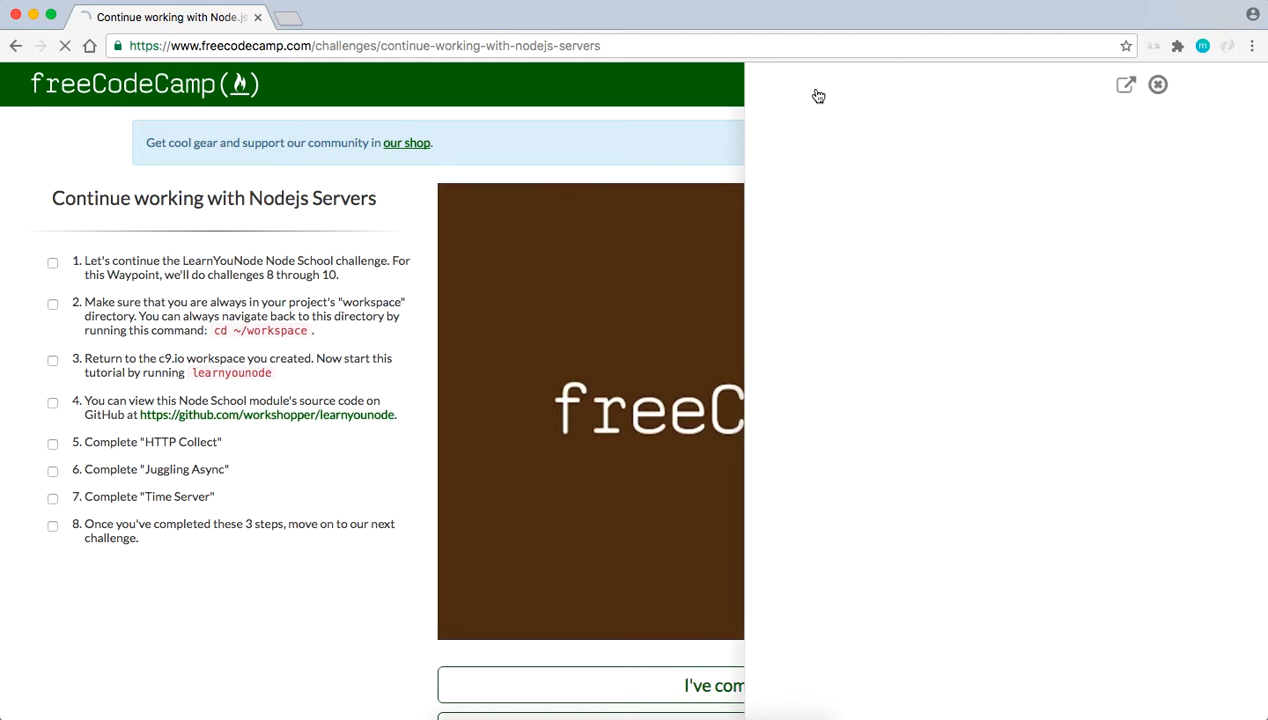 Continue working with Node.js
https://www.freecodecamp.com/challenges/continue-working-with-nodejs-servers
m
freeCodeCamp
Get cool gear and support our community in our shop.
Continue working with Nodejs Servers
1. Let's continue the LearnYouNode Node School challenge. For
this Waypoint, we'll do challenges 8 through 10.
2. Make sure that you are always in your project's "workspace"
directory. You can always navigate back to this directory by
running this command: cd ~/workspace .
3. Return to the c9.io workspace you created. Now start this
tutorial by running learnyounode
4. You can view this Node School module's source code on
GitHub at https://github.com/workshopper/learnyounode.
5. Complete "HTTP Collect"
6. Complete "Juggling Async"
7. Complete "Time Server"
8. Once you've completed these 3 steps, move on to our next
challenge.
freeC
I've com